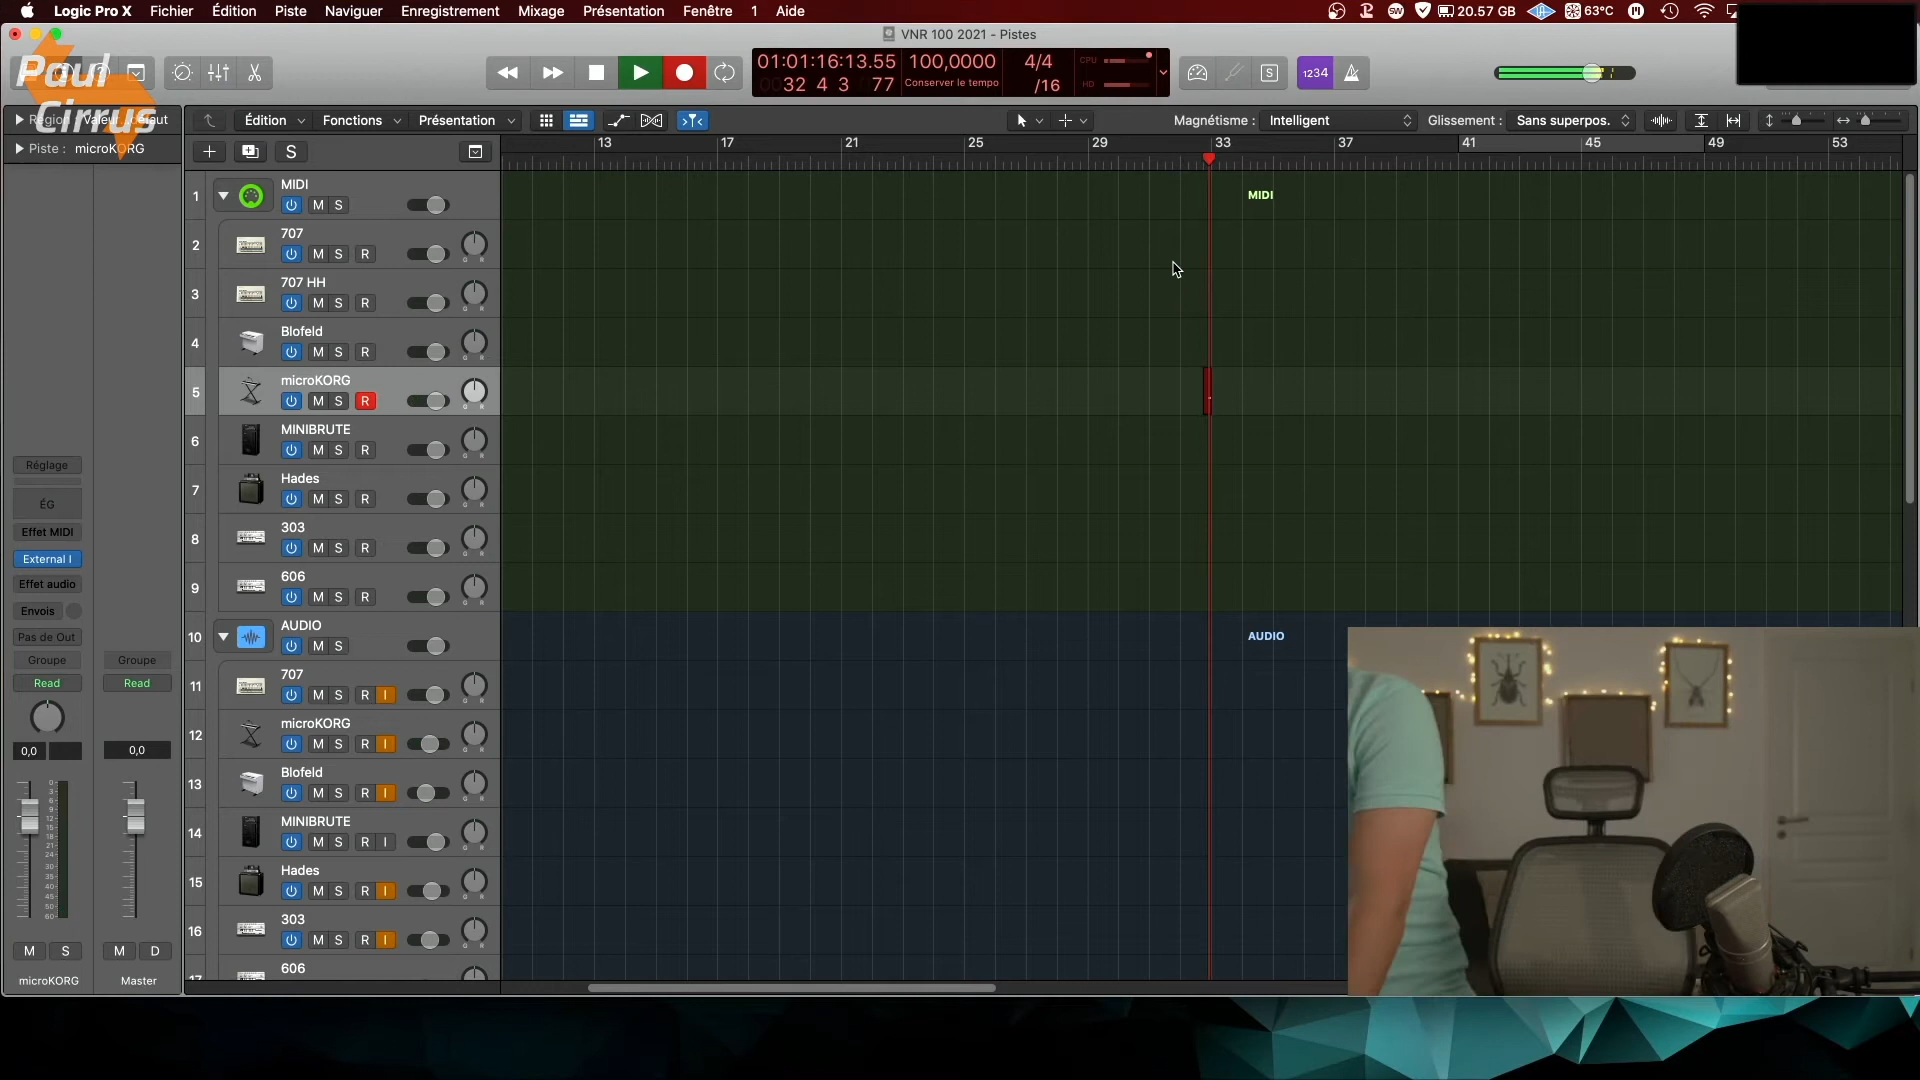 Logic Pro X Fichier Édition Piste Naviguer Enregistrement Mixage Présentation Fenêtre 1 Aide
20.57 GB 63°C
VNR 100 2021 - Pistes
Paul
Cirrus
01:01:16:13.55
32 4 3 77
100,0000
Conserver le tempo
4/4
/16
CPU
HD
S
1234
Édition Fonctions Présentation
Magnétisme : Intelligent
Glissement : Sans superpos.
Piste : microKORG
S
13 17 21 25 29 33 37 41 45 49 53
1 MIDI
M S
MIDI
2 707
M S R
3 707 HH
M S R
4 Blofeld
M S R
5 microKORG
M S R
6 MINIBRUTE
M S R
7 Hades
M S R
8 303
M S R
9 606
M S R
10 AUDIO
M S
AUDIO
11 707
M S R I
12 microKORG
M S R I
13 Blofeld
M S R I
14 MINIBRUTE
M S R I
15 Hades
M S R I
16 303
M S R I
606
Réglage
ÉG
Effet MIDI
External I
Effet audio
Envois
Pas de Out
Groupe Groupe
Read Read
0,0 0,0
M S M D
microKORG Master